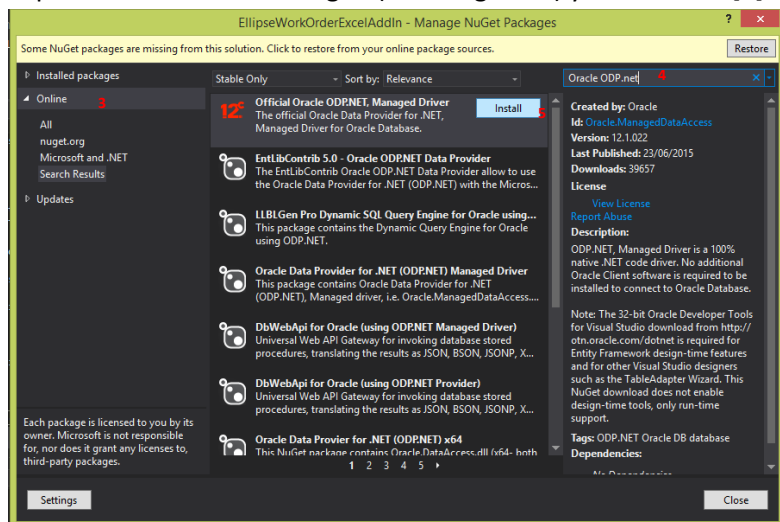 EllipseWorkOrderExcelAddIn - Manage NuGet Packages
? ×
Some NuGet packages are missing from this solution. Click to restore from your online package sources.
Restore
Installed packages
Online 3
All
nuget.org
Microsoft and .NET
Search Results
Updates
Each package is licensed to you by its
owner. Microsoft is not responsible
for, nor does it grant any licenses to,
third-party packages.
Stable Only
Sort by: Relevance
12c
Official Oracle ODP.NET, Managed Driver
The official Oracle Data Provider for .NET,
Managed Driver for Oracle Database.
Install 5
EntLibContrib 5.0 - Oracle ODP.NET Data Provider
The EntLibContrib Oracle ODP.NET Data Provider allow to use
the Oracle Data Provider for .NET (ODP.NET) with the Micros...
LLBLGen Pro Dynamic SQL Query Engine for Oracle using...
This package contains the Dynamic Query Engine for Oracle
using ODP.NET.
Oracle Data Provider for .NET (ODP.NET) Managed Driver
This package contains Oracle Data Provider for .NET
(ODP.NET), Managed driver, i.e. Oracle.ManagedDataAccess....
DbWebApi for Oracle (using ODP.NET Managed Driver)
Universal Web API Gateway for invoking database stored
procedures, translating the results as JSON, BSON, JSONP, X...
DbWebApi for Oracle (using ODP.NET Provider)
Universal Web API Gateway for invoking database stored
procedures, translating the results as JSON, BSON, JSONP, X...
Oracle Data Provier for .NET (ODP.NET) x64
This NuGet package contains Oracle.DataAccess.dll (x64- both
1 2 3 4 5
Oracle ODP.net 4
Created by: Oracle
Id: Oracle.ManagedDataAccess
Version: 12.1.022
Last Published: 23/06/2015
Downloads: 39657
License
View License
Report Abuse
Description:
ODP.NET, Managed Driver is a 100%
native .NET code driver. No additional
Oracle Client software is required to be
installed to connect to Oracle Database.
Note: The 32-bit Oracle Developer Tools
for Visual Studio download from http://
otn.oracle.com/dotnet is required for
Entity Framework design-time features
and for other Visual Studio designers
such as the TableAdapter Wizard. This
NuGet download does not enable
design-time tools, only run-time
support.
Tags: ODP.NET Oracle DB database
Dependencies:
No Dependencies
Settings
Close